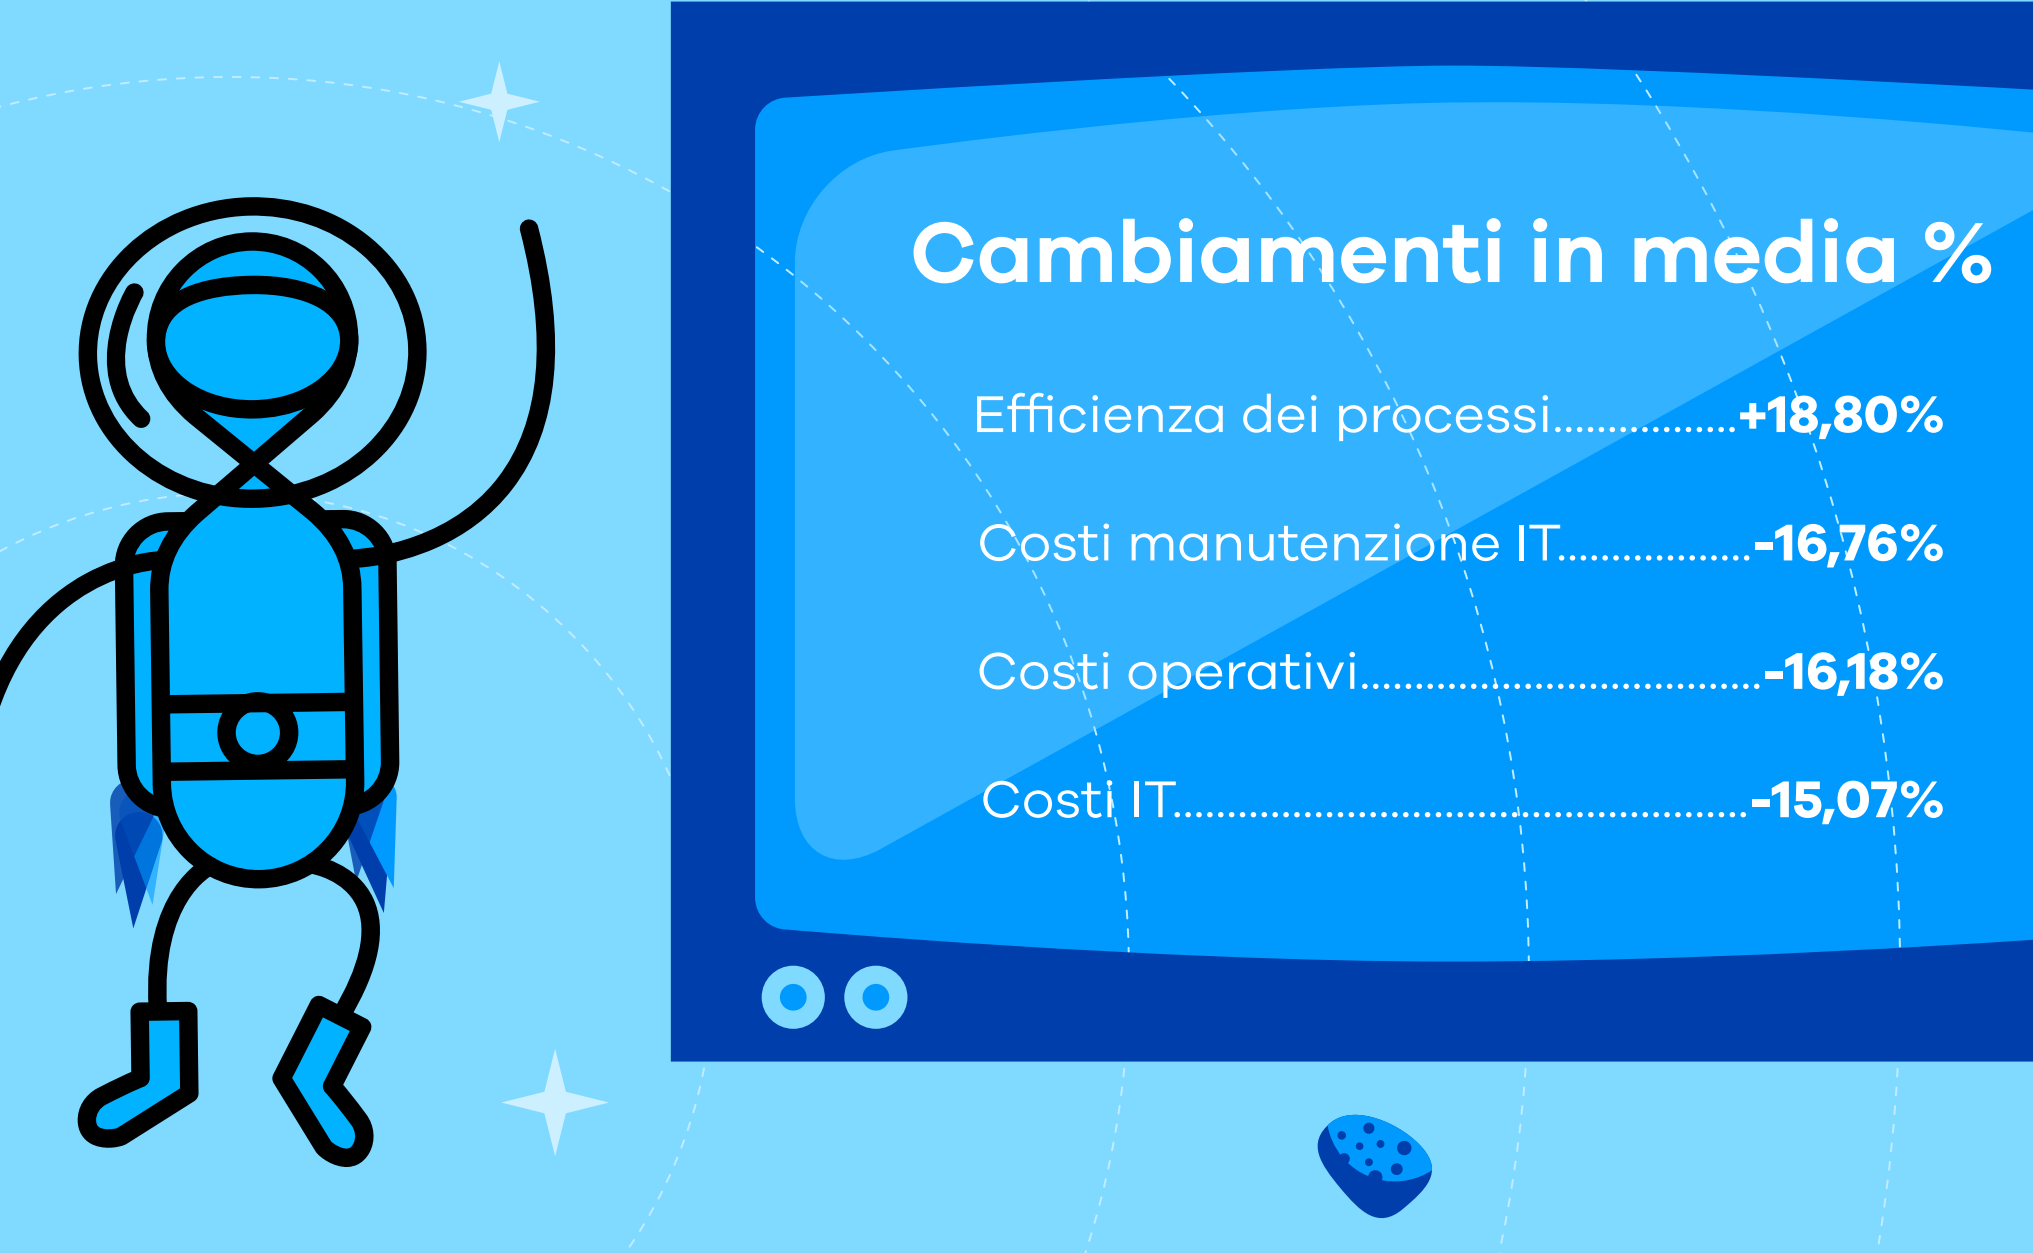 Cambiamenti in media %
Efficienza dei processi.................+18,80%
Costi manutenzione IT..................-16,76%
Costi operativi.....................................-16,18%
Costi IT.....................................................-15,07%